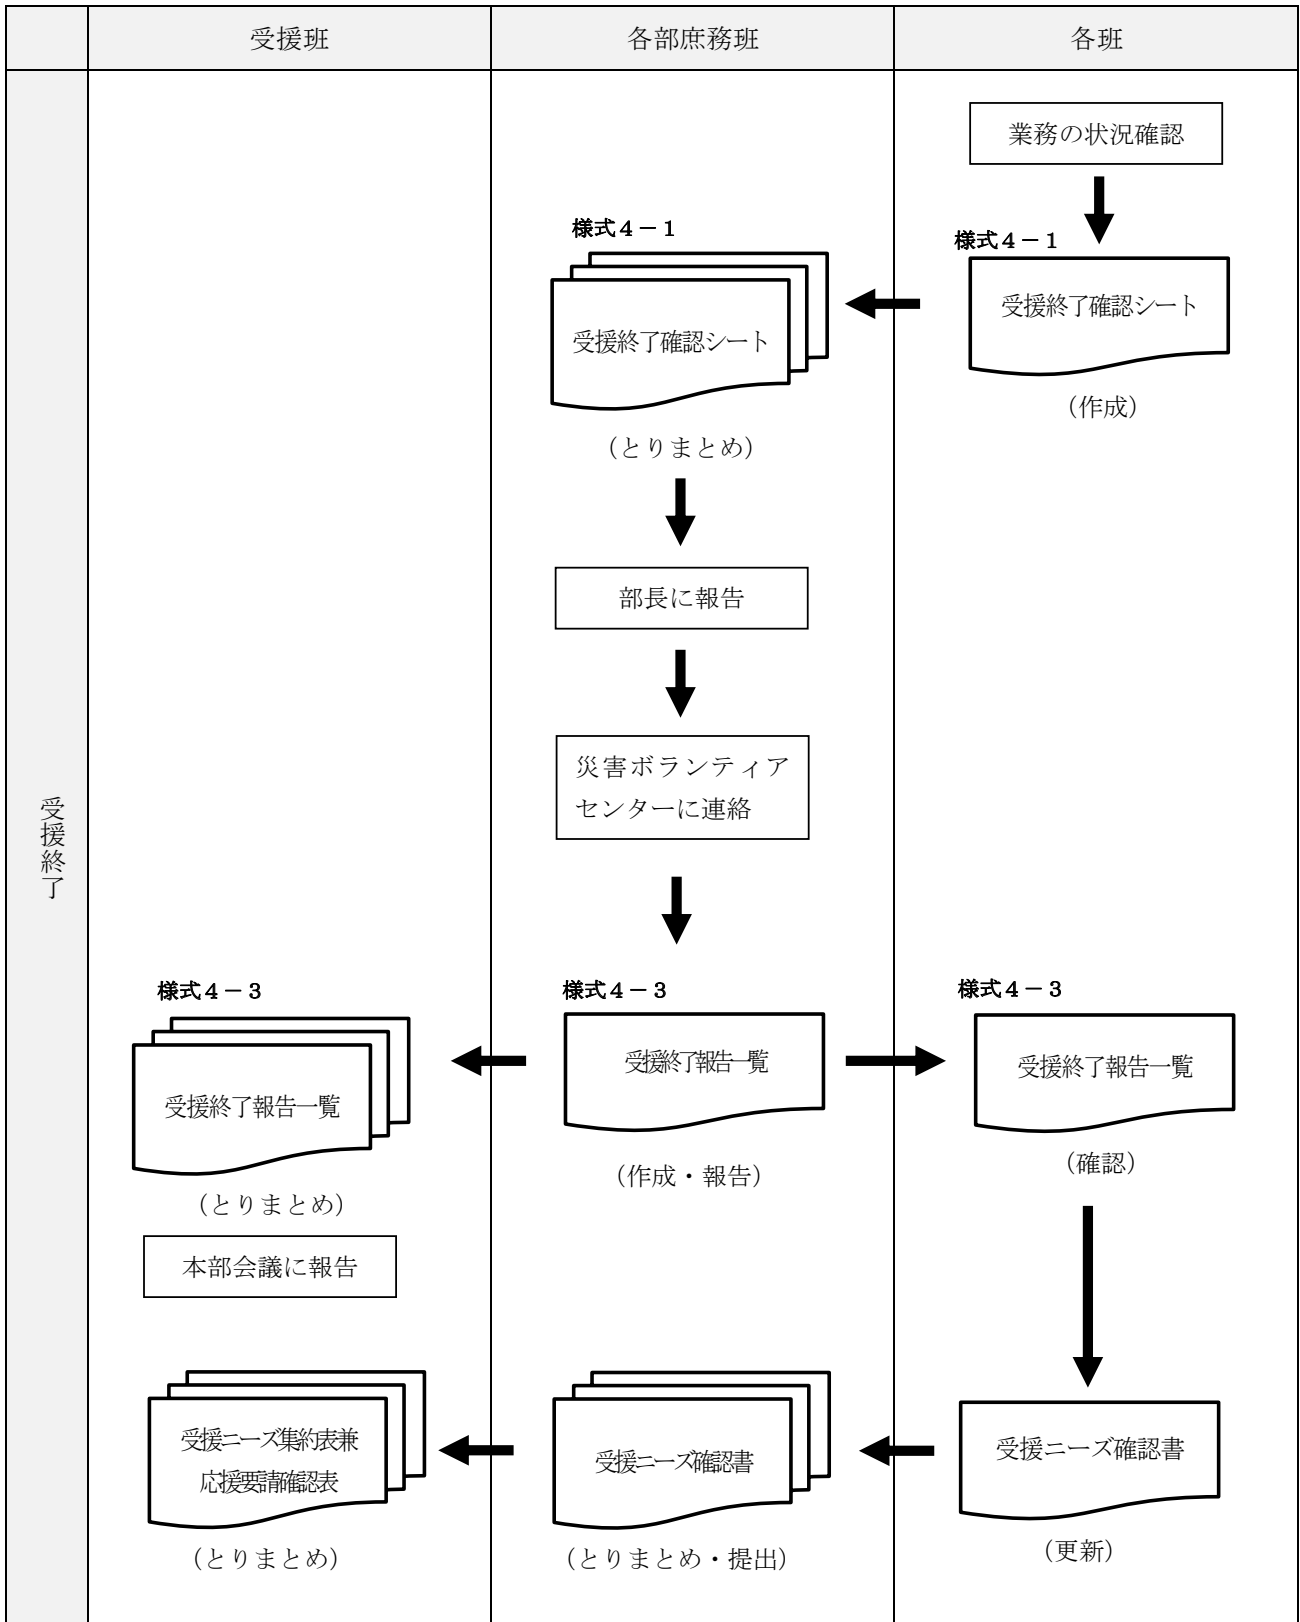 受援班
各部庶務班
各班
受援終了
業務の状況確認
様式４－１
受援終了確認シート
（作成）
様式４－１
受援終了確認シート
（とりまとめ）
部長に報告
災害ボランティア
センターに連絡
様式４－３
受援終了報告一覧
（作成・報告）
様式４－３
受援終了報告一覧
（とりまとめ）
本部会議に報告
様式４－３
受援終了報告一覧
（確認）
受援ニーズ確認書
（更新）
受援ニーズ確認書
（とりまとめ・提出）
受援ニーズ集約表兼
応援要請確認表
（とりまとめ）